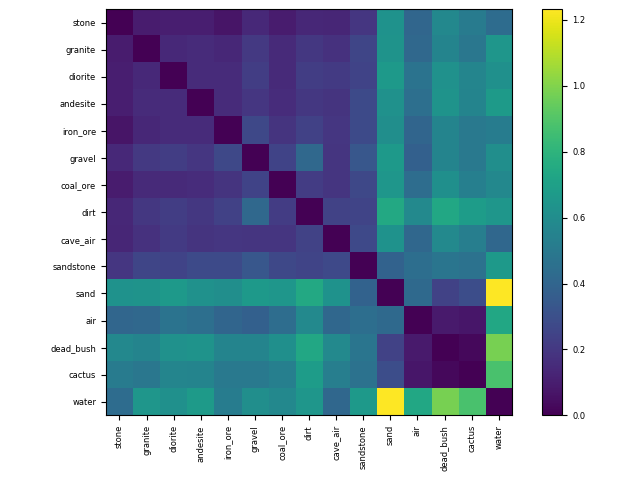 stone
granite
diorite
andesite
iron_ore
gravel
coal_ore
dirt
cave_air
sandstone
sand
air
dead_bush
cactus
water
stone
granite
diorite
andesite
iron_ore
gravel
coal_ore
dirt
cave_air
sandstone
sand
air
dead_bush
cactus
water
1.2
1.0
0.8
0.6
0.4
0.2
0.0